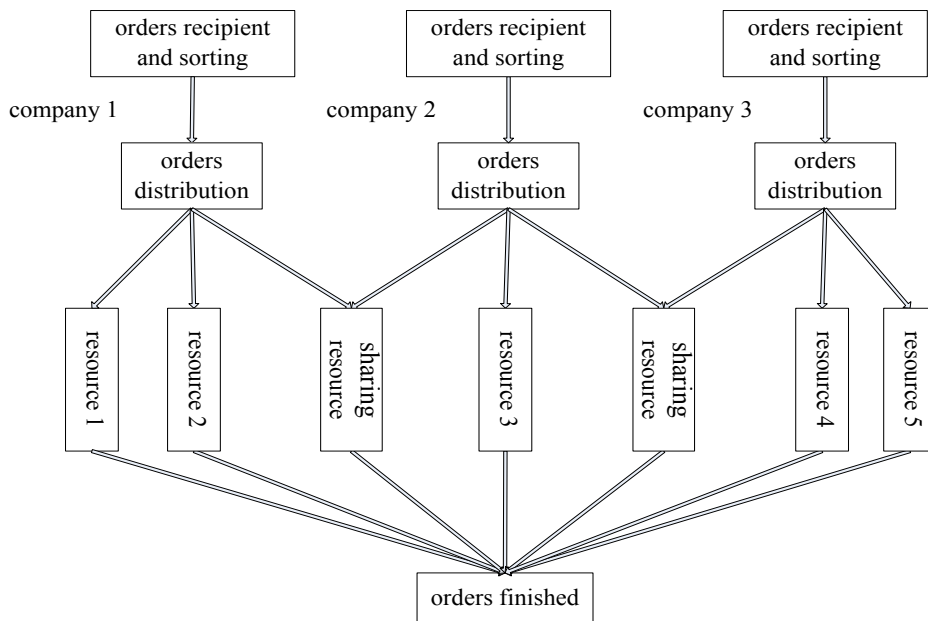 orders recipient
and sorting
orders recipient
and sorting
orders recipient
and sorting
company 1
company 2
company 3
orders
distribution
orders
distribution
orders
distribution
resource 1
resource 2
sharing
resource
resource 3
sharing
resource
resource 4
resource 5
orders finished